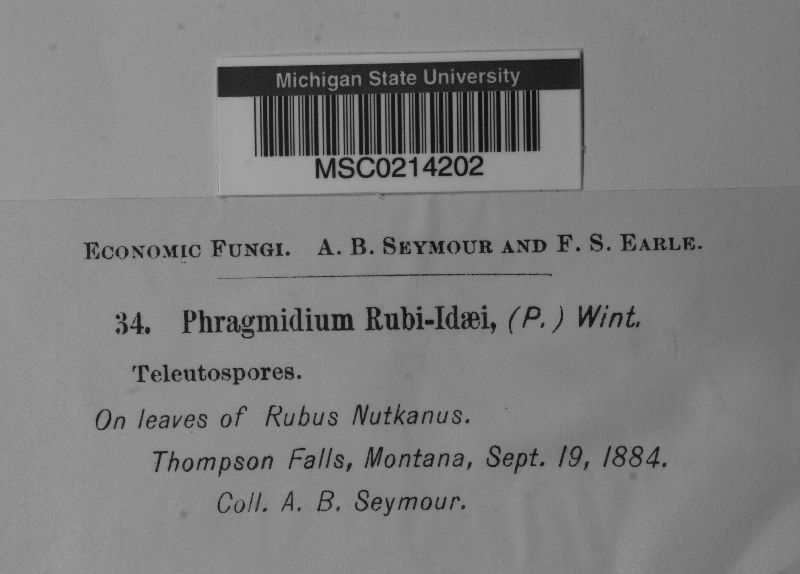 Michigan State University
MSC0214202
ECONOMIC FUNGI. A. B. SEYMOUR AND F. S. EARLE.
34. Phragmidium Rubi-Idæi, (P.) Wint.
Teleutospores.
On leaves of Rubus Nutkanus.
Thompson Falls, Montana, Sept. 19, 1884.
Coll. A. B. Seymour.